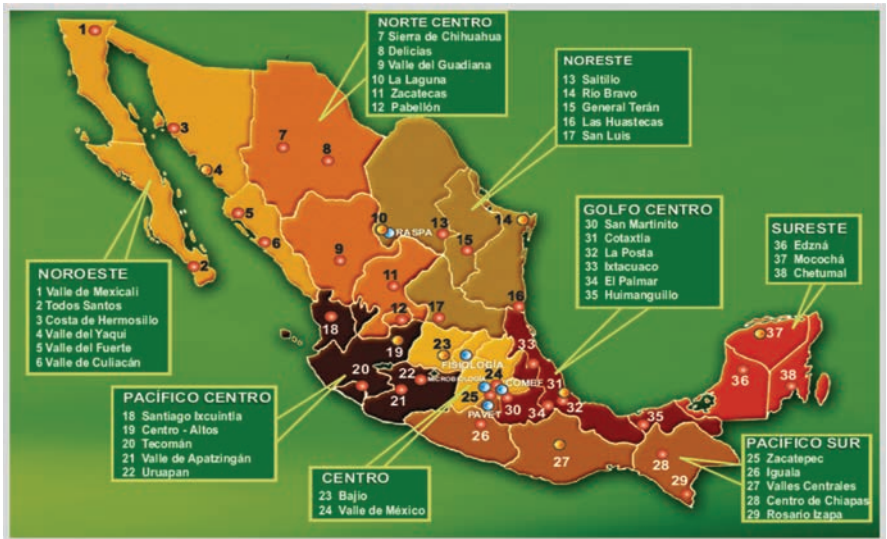 NORTE CENTRO
7 Sierra de Chihuahua
8 Delicias
9 Valle del Guadiana
10 La Laguna
11 Zacatecas
12 Pabellón
NORESTE
13 Saltillo
14 Río Bravo
15 General Terán
16 Las Huastecas
17 San Luis
GOLFO CENTRO
30 San Martinito
31 Cotaxtla
32 La Posta
33 Ixtacuaco
34 El Palmar
35 Huimanguillo
SURESTE
36 Edzná
37 Mocochá
38 Chetumal
NOROESTE
1 Valle de Mexicali
2 Todos Santos
3 Costa de Hermosillo
4 Valle del Yaqui
5 Valle del Fuerte
6 Valle de Culiacán
PACÍFICO CENTRO
18 Santiago Ixcuintla
19 Centro - Altos
20 Tecomán
21 Valle de Apatzingán
22 Uruapan
CENTRO
23 Bajío
24 Valle de México
PACÍFICO SUR
25 Zacatepec
26 Iguala
27 Valles Centrales
28 Centro de Chiapas
29 Rosario Izapa
1
3
4
7
8
5
6
2
10
RASPA
13
14
15
9
11
12
17
16
18
19
23
FISIOLOGÍA
33
20
22
MICROBIOLOGÍA
24
COMEF
21
25
PAVET
30
34
31
32
26
27
35
28
29
36
37
38